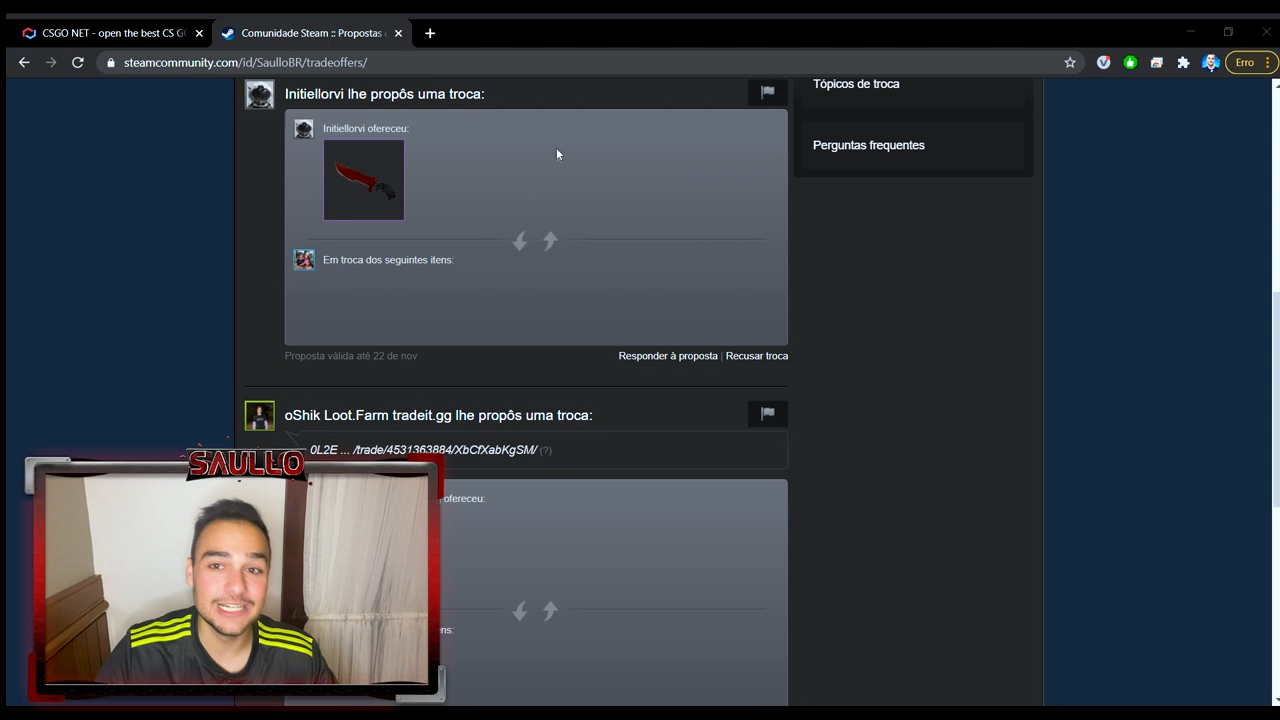 CSGO NET - open the best CS G
Comunidade Steam :: Propostas
steamcommunity.com/id/SaulloBR/tradeoffers/
Erro
Initiellorvi lhe propôs uma troca:
Initiellorvi ofereceu:
Em troca dos seguintes itens:
Proposta válida até 22 de nov
Responder à proposta | Recusar troca
Tópicos de troca
Perguntas frequentes
oShik Loot.Farm tradeit.gg lhe propôs uma troca:
0L2E ... /trade/4531363884/XbCfXabKgSM/ (?)
ofereceu:
ens:
SAULLO